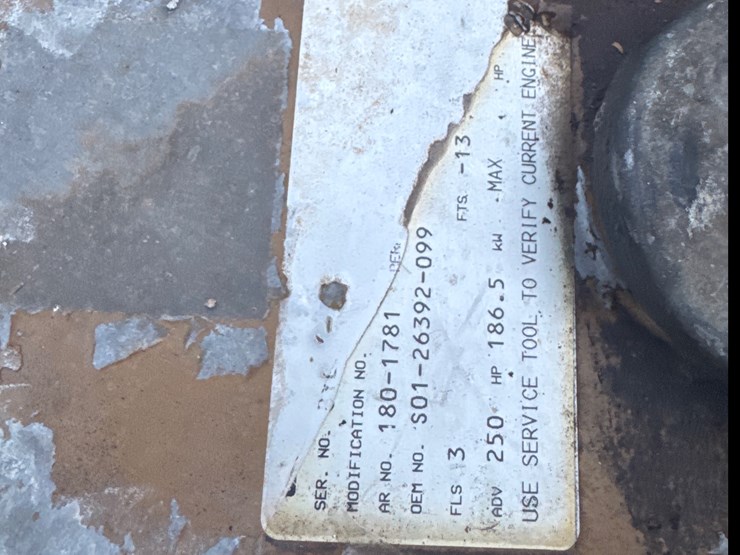 SER. NO.
MODIFICATION NO.
AR NO. 180-1781 PER.
OEM NO. S01-26392-099
FLS 3 FTS -13
ADV 250 HP 186.5 kW - MAX HP
USE SERVICE TOOL TO VERIFY CURRENT ENGINE